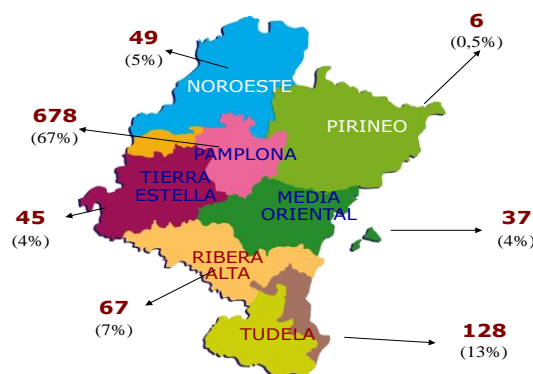 49
(5%)
6
(0,5%)
NOROESTE
678
(67%)
PIRINEO
PAMPLONA
TIERRA
ESTELLA
MEDIA
ORIENTAL
45
(4%)
37
(4%)
RIBERA
ALTA
67
(7%)
TUDELA
128
(13%)